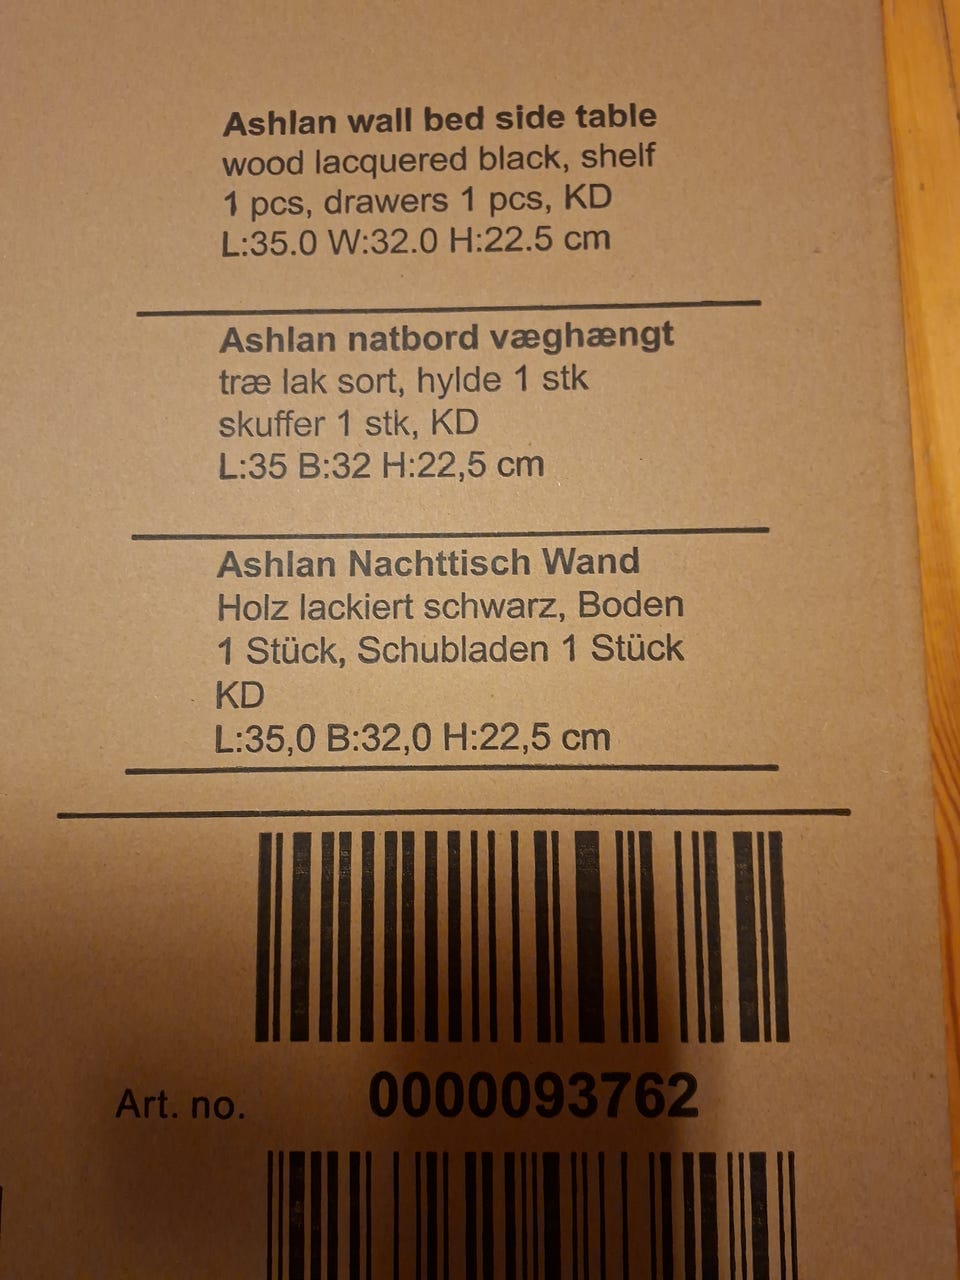 Ashlan wall bed side table
wood lacquered black, shelf
1 pcs, drawers 1 pcs, KD
L:35.0 W:32.0 H:22.5 cm
Ashlan natbord væghængt
træ lak sort, hylde 1 stk
skuffer 1 stk, KD
L:35 B:32 H:22,5 cm
Ashlan Nachttisch Wand
Holz lackiert schwarz, Boden
1 Stück, Schubladen 1 Stück
KD
L:35,0 B:32,0 H:22,5 cm
Art. no. 0000093762